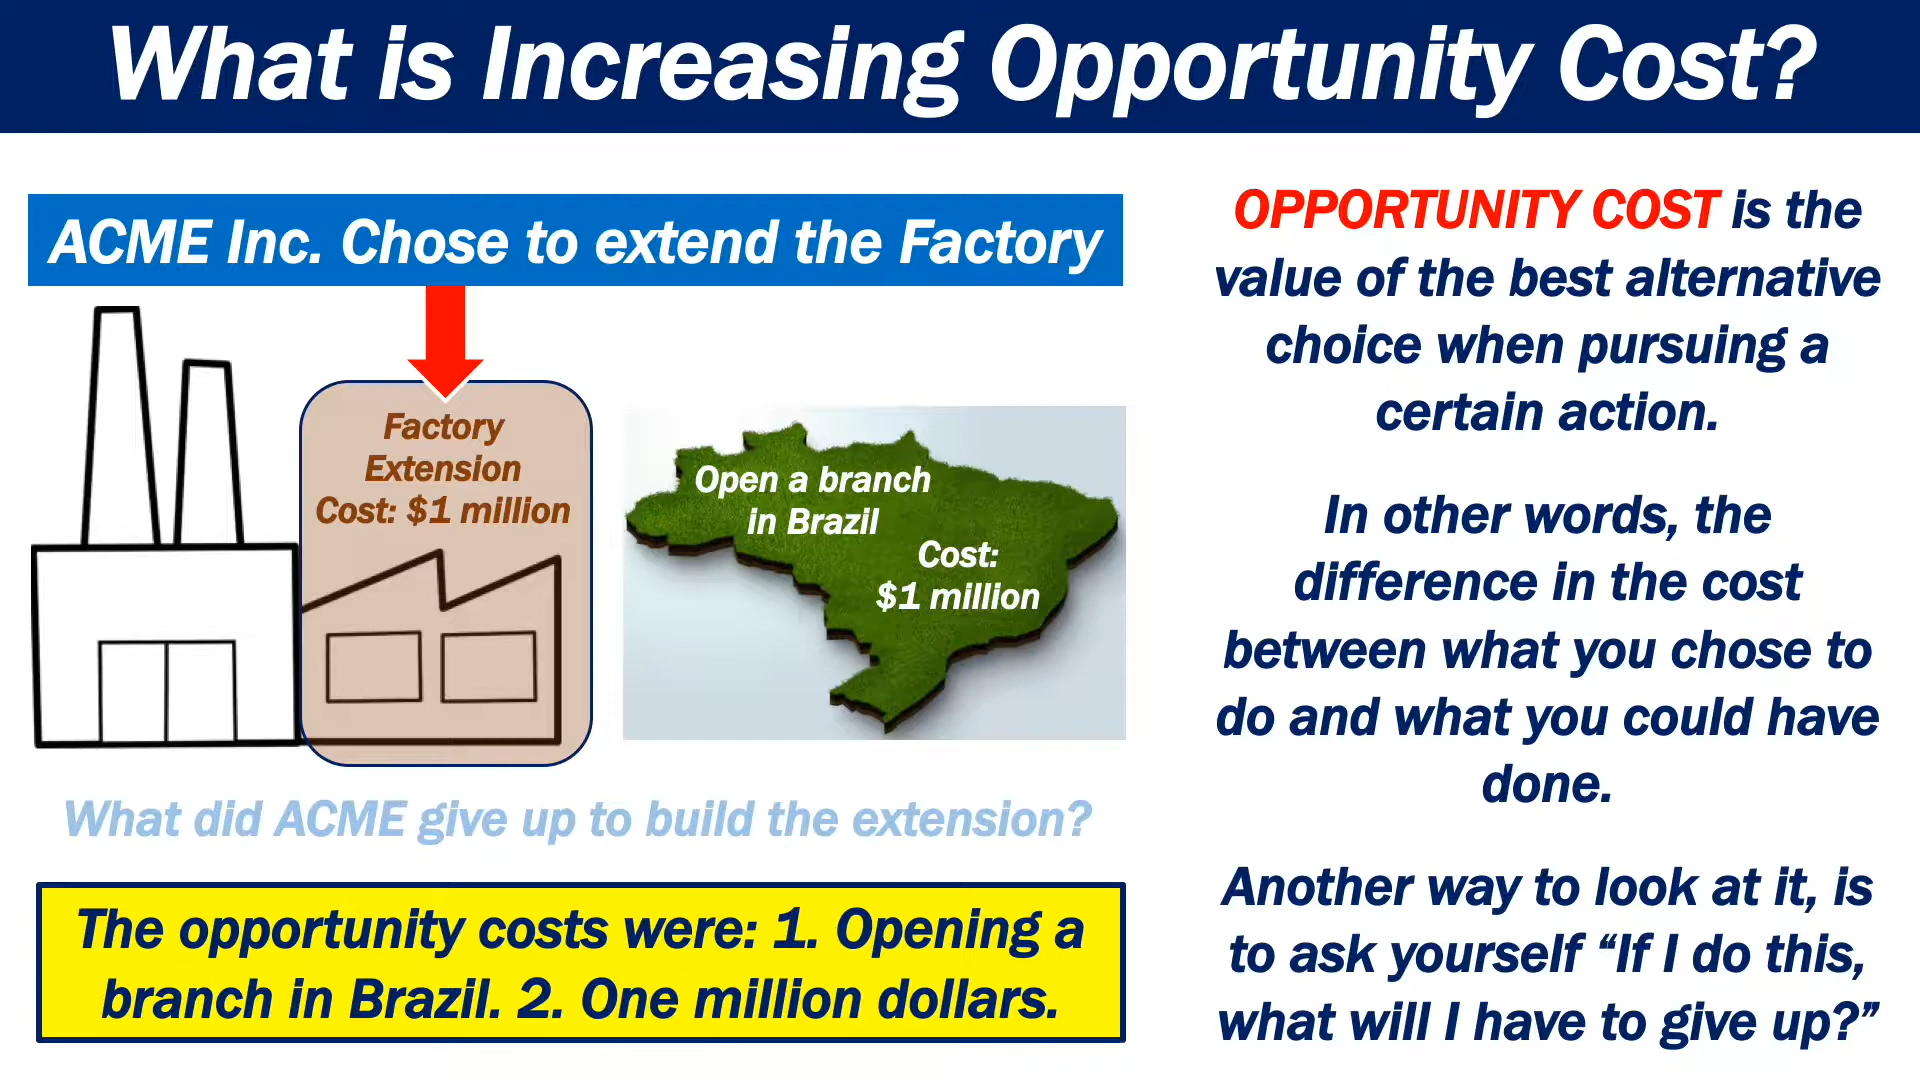 What is Increasing Opportunity Cost?
ACME Inc. Chose to extend the Factory
Factory
Extension
Cost: $1 million
Open a branch
in Brazil
Cost:
$1 million
What did ACME give up to build the extension?
The opportunity costs were: 1. Opening a
branch in Brazil. 2. One million dollars.
OPPORTUNITY COST is the
value of the best alternative
choice when pursuing a
certain action.
In other words, the
difference in the cost
between what you chose to
do and what you could have
done.
Another way to look at it, is
to ask yourself “If I do this,
what will I have to give up?”